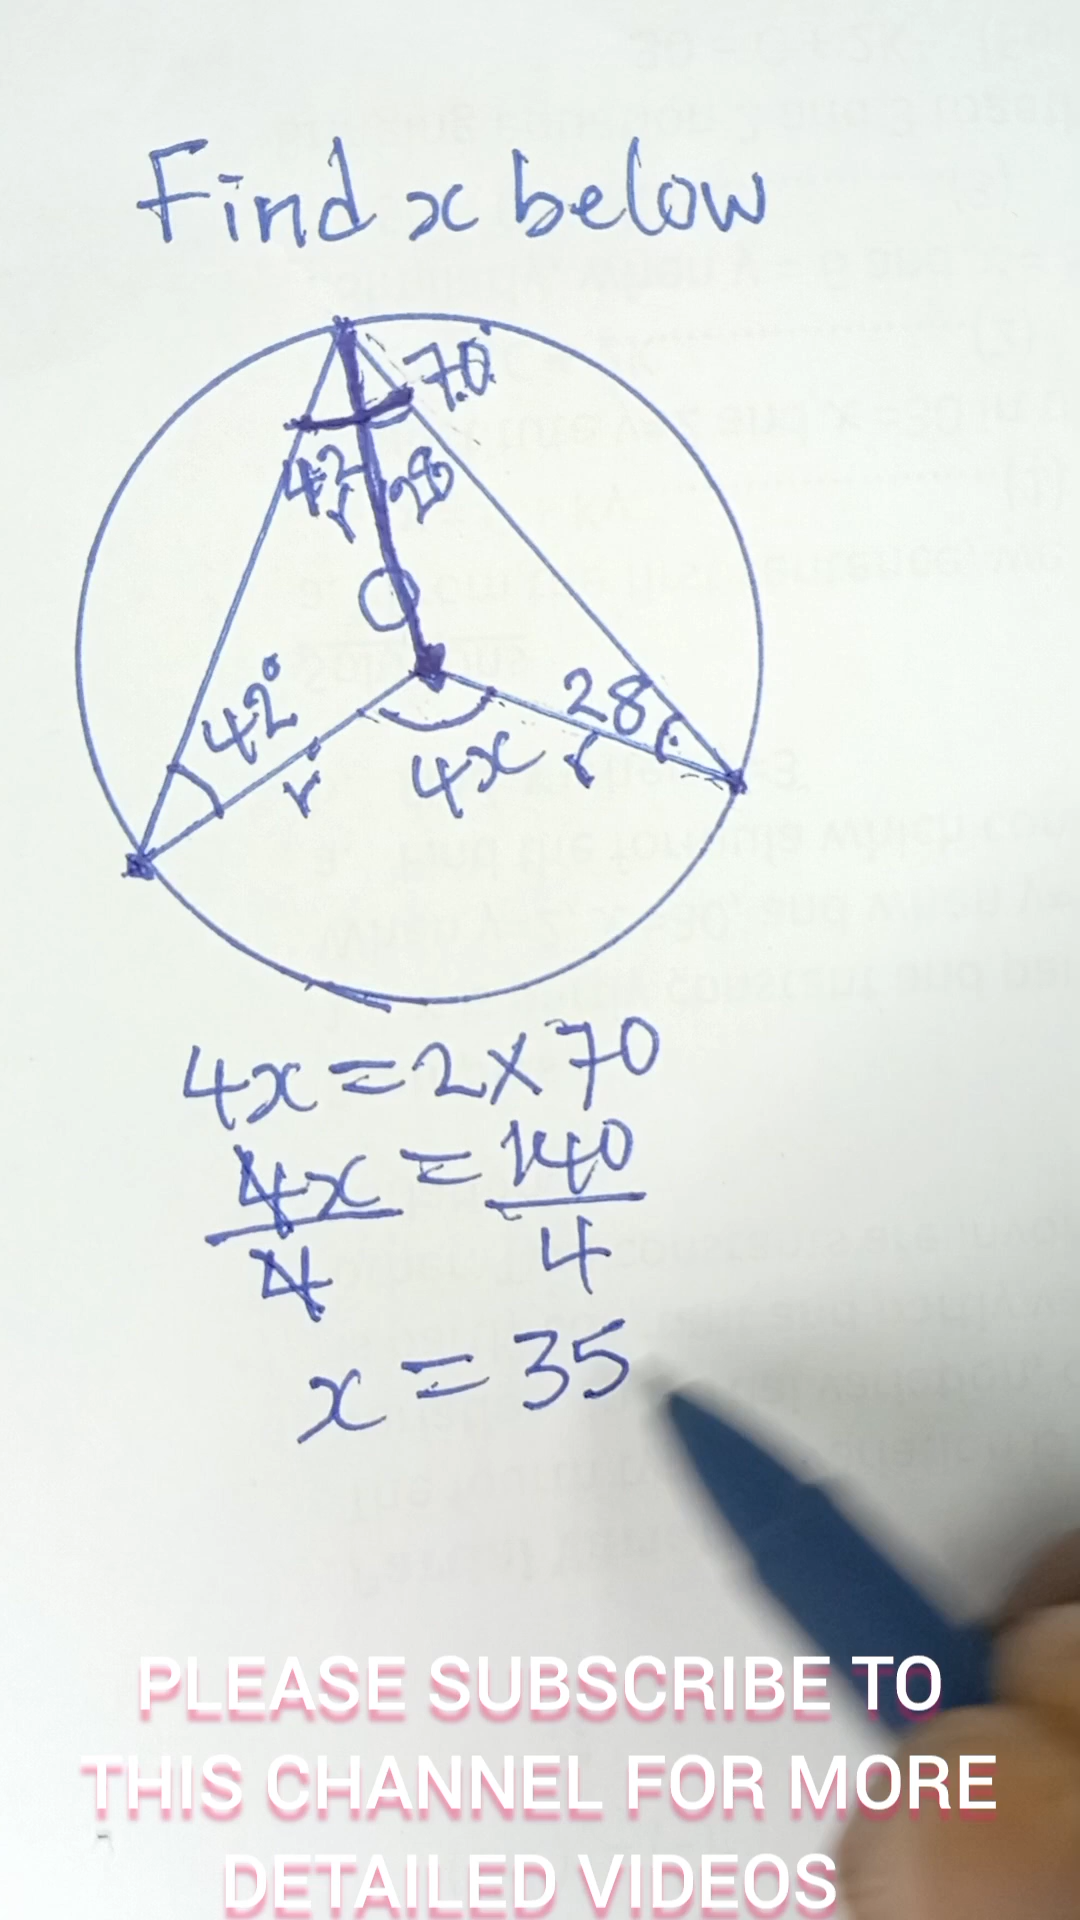 Find x below
70°
42
28
r
O
42°
28
r
4x
r
4x = 2 x 70
4x = 140
4 4
x = 35
PLEASE SUBSCRIBE TO
THIS CHANNEL FOR MORE
DETAILED VIDEOS